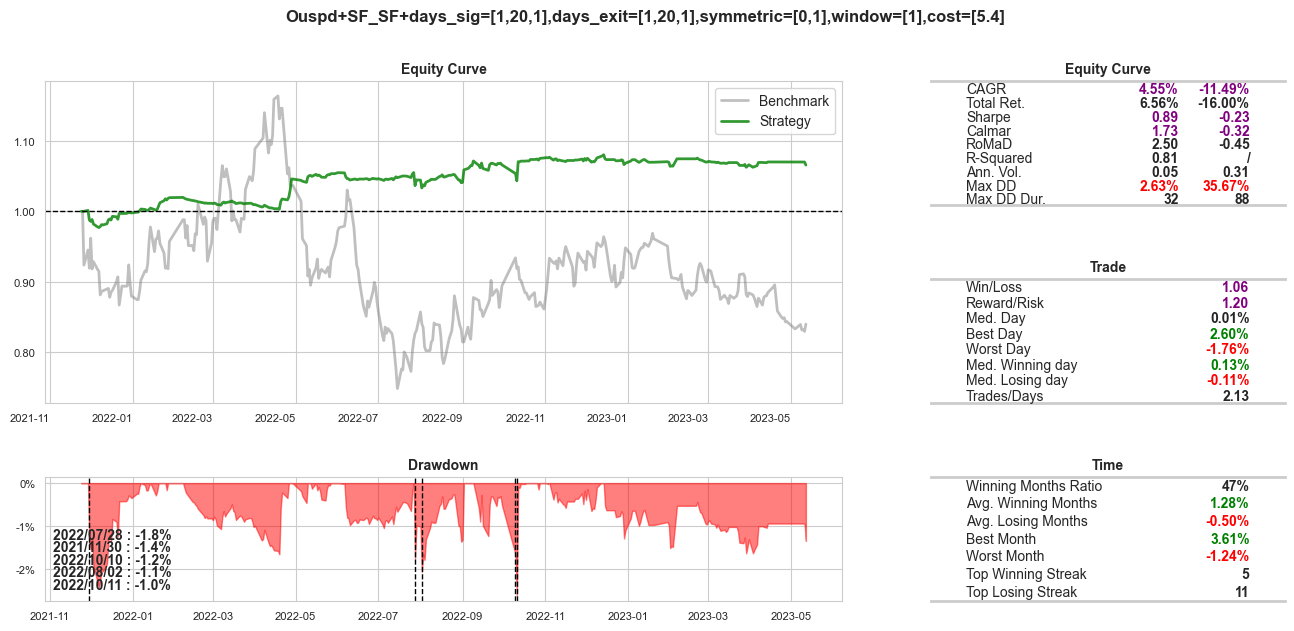 Ouspd+SF_SF+days_sig=[1,20,1],days_exit=[1,20,1],symmetric=[0,1],window=[1],cost=[5.4]
Equity Curve
Benchmark
Strategy
1.10
1.00
0.90
0.80
2021-11 2022-01 2022-03 2022-05 2022-07 2022-09 2022-11 2023-01 2023-03 2023-05
Drawdown
0%
-1%
-2%
2022/07/28 : -1.8%
2021/11/30 : -1.4%
2022/10/10 : -1.2%
2022/08/02 : -1.1%
2022/10/11 : -1.0%
2021-11 2022-01 2022-03 2022-05 2022-07 2022-09 2022-11 2023-01 2023-03 2023-05
Equity Curve
CAGR 4.55% -11.49%
Total Ret. 6.56% -16.00%
Sharpe 0.89 -0.23
Calmar 1.73 -0.32
RoMaD 2.50 -0.45
R-Squared 0.81 /
Ann. Vol. 0.05 0.31
Max DD 2.63% 35.67%
Max DD Dur. 32 88
Trade
Win/Loss 1.06
Reward/Risk 1.20
Med. Day 0.01%
Best Day 2.60%
Worst Day -1.76%
Med. Winning day 0.13%
Med. Losing day -0.11%
Trades/Days 2.13
Time
Winning Months Ratio 47%
Avg. Winning Months 1.28%
Avg. Losing Months -0.50%
Best Month 3.61%
Worst Month -1.24%
Top Winning Streak 5
Top Losing Streak 11